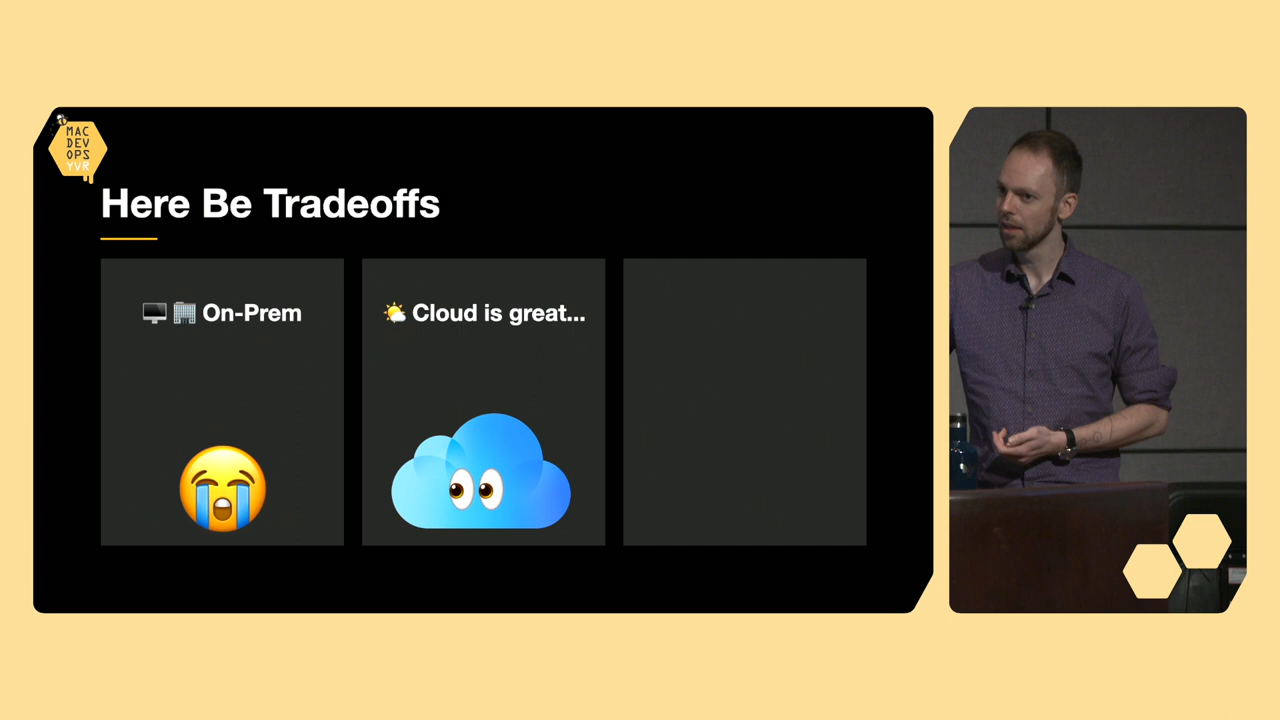 MAC
DEV
OPS
YVR
Here Be Tradeoffs
🖥️🏢 On-Prem
🌤️ Cloud is great...